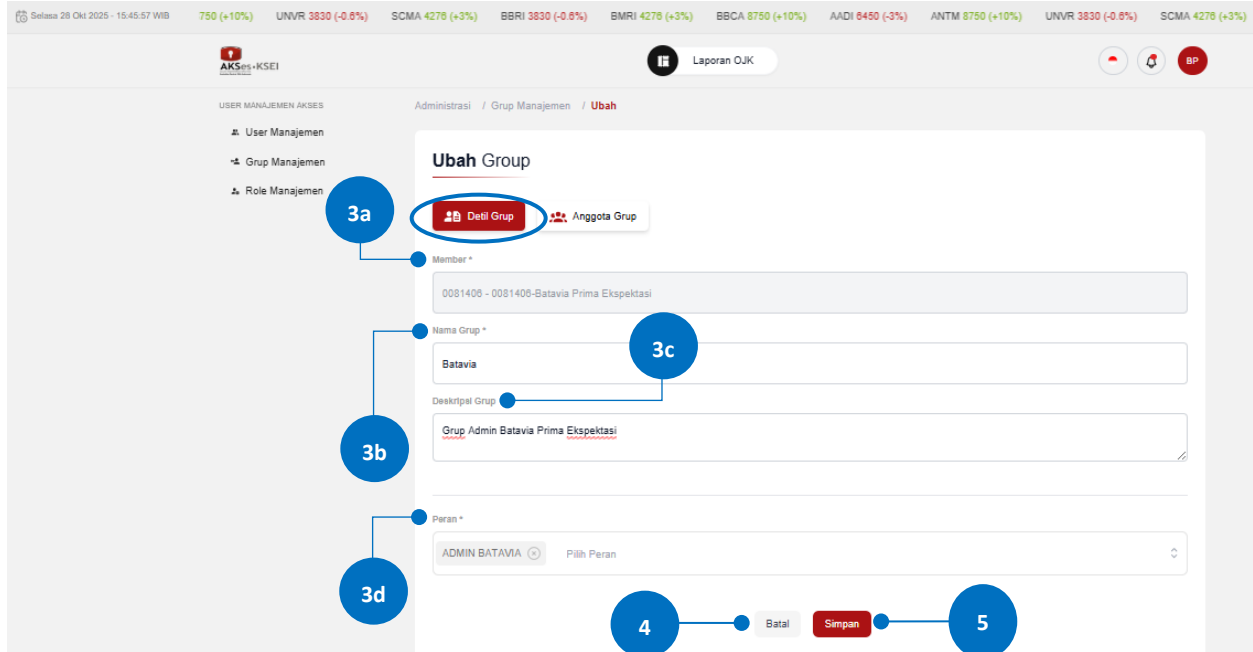 Selasa 28 Okt 2025 - 15:45:57 WIB 750 (+10%) UNVR 3830 (-0.6%) SCMA 4276 (+3%) BBRI 3830 (-0.6%) BMRI 4276 (+3%) BBCA 8750 (+10%) AADI 6450 (-3%) ANTM 8750 (+10%) UNVR 3830 (-0.6%) SCMA 4276 (+3%)
AKSes•KSEI
Laporan OJK
BP
USER MANAJEMEN AKSES
User Manajemen
Grup Manajemen
Role Manajemen
Administrasi / Grup Manajemen / Ubah
Ubah Group
3a
Detil Grup
Anggota Grup
Member *
0081406 - 0081406-Batavia Prima Ekspektasi
Nama Grup *
3c
Batavia
Deskripsi Grup
Grup Admin Batavia Prima Ekspektasi
3b
Peran *
ADMIN BATAVIA
Pilih Peran
3d
4
Batal
Simpan
5